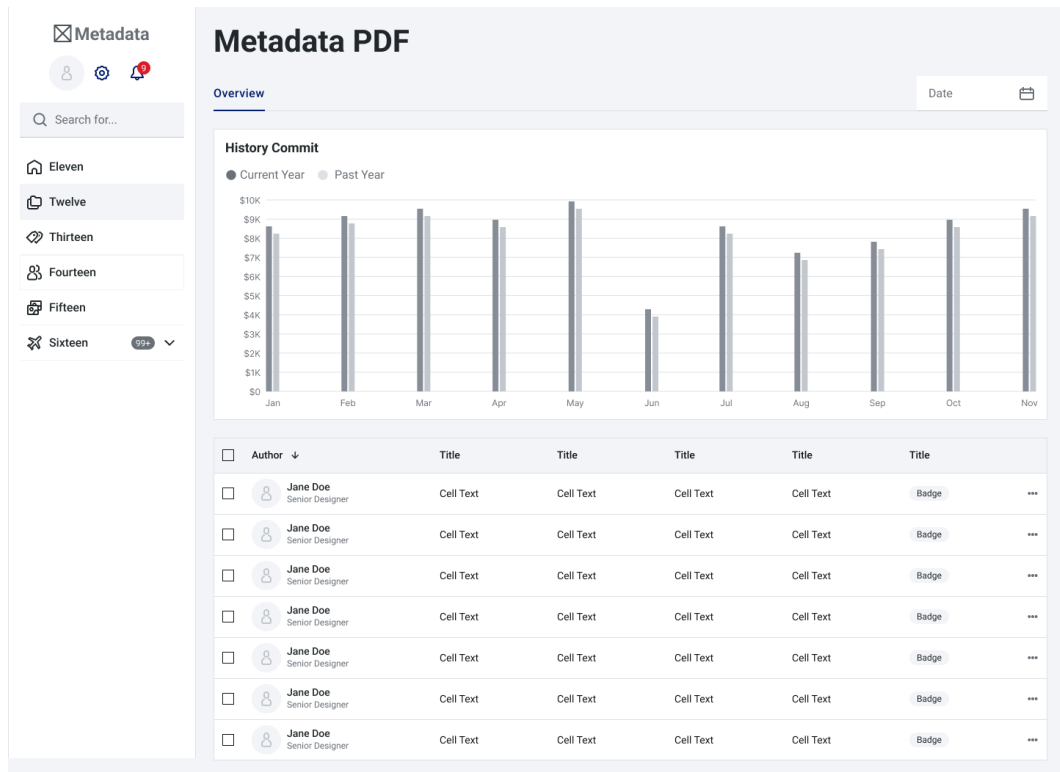 Metadata
9
Search for...
Eleven
Twelve
Thirteen
Fourteen
Fifteen
Sixteen 99+
Metadata PDF
Overview
Date
History Commit
Current Year Past Year
$10K
$9K
$8K
$7K
$6K
$5K
$4K
$3K
$2K
$1K
$0
Jan Feb Mar Apr May Jun Jul Aug Sep Oct Nov
Author Title Title Title Title Title
Jane Doe
Senior Designer
Cell Text Cell Text Cell Text Cell Text Badge
Jane Doe
Senior Designer
Cell Text Cell Text Cell Text Cell Text Badge
Jane Doe
Senior Designer
Cell Text Cell Text Cell Text Cell Text Badge
Jane Doe
Senior Designer
Cell Text Cell Text Cell Text Cell Text Badge
Jane Doe
Senior Designer
Cell Text Cell Text Cell Text Cell Text Badge
Jane Doe
Senior Designer
Cell Text Cell Text Cell Text Cell Text Badge
Jane Doe
Senior Designer
Cell Text Cell Text Cell Text Cell Text Badge